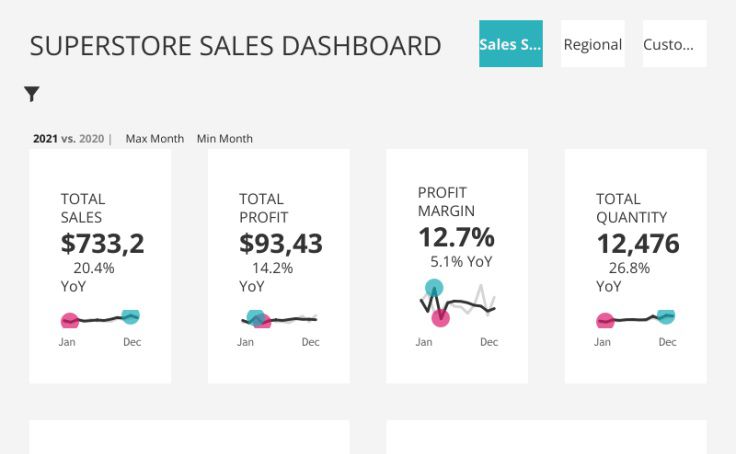 SUPERSTORE SALES DASHBOARD
Sales S...
Regional
Custo...
2021 vs. 2020 | Max Month Min Month
TOTAL
SALES
$733,2
20.4%
YoY
Jan Dec
TOTAL
PROFIT
$93,43
14.2%
YoY
Jan Dec
PROFIT
MARGIN
12.7%
5.1% YoY
Jan Dec
TOTAL
QUANTITY
12,476
26.8%
YoY
Jan Dec